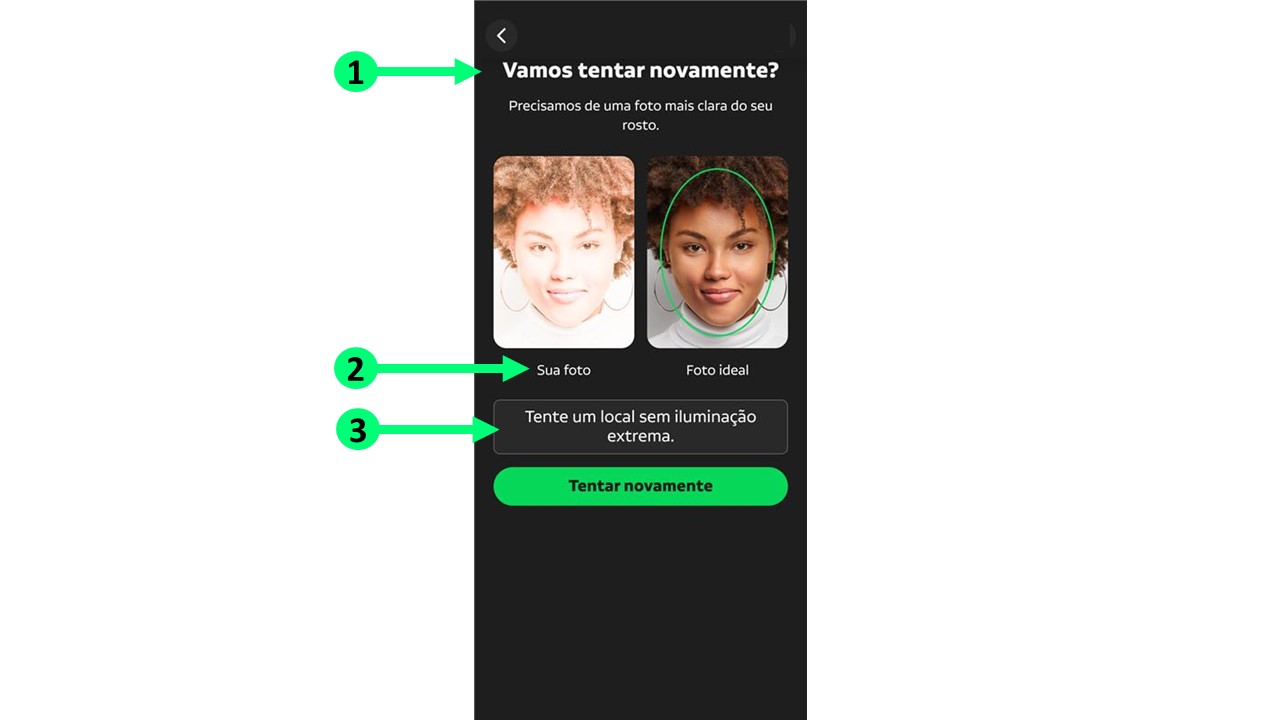 1
Vamos tentar novamente?
Precisamos de uma foto mais clara do seu
rosto.
2
Sua foto
Foto ideal
3
Tente um local sem iluminação
extrema.
Tentar novamente